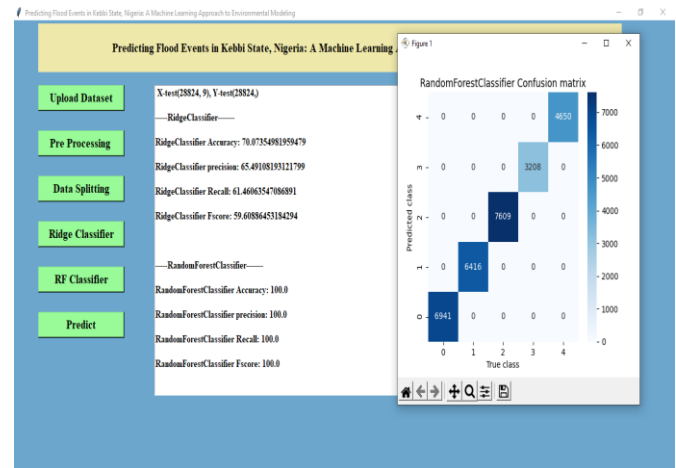 Predicting Flood Events in Kebbi State, Nigeria: A Machine Learning Approach to Environmental Modeling
Predicting Flood Events in Kebbi State, Nigeria: A Machine Learning
Upload Dataset
Pre Processing
Data Splitting
Ridge Classifier
RF Classifier
Predict
X-test(28824, 9), Y-test(28824,)
----RidgeClassifier------
RidgeClassifier Accuracy: 70.07354981959479
RidgeClassifier precision: 65.49108193121799
RidgeClassifier Recall: 61.46063547086891
RidgeClassifier Fscore: 59.60886453184294
----RandomForestClassifier------
RandomForestClassifier Accuracy: 100.0
RandomForestClassifier precision: 100.0
RandomForestClassifier Recall: 100.0
RandomForestClassifier Fscore: 100.0
Figure 1
RandomForestClassifier Confusion matrix
Predicted class
4 0 0 0 0 4650
3 0 0 0 3208 0
2 0 0 7609 0 0
1 0 6416 0 0 0
0 6941 0 0 0 0
0 1 2 3 4
True class
7000
6000
5000
4000
3000
2000
1000
0